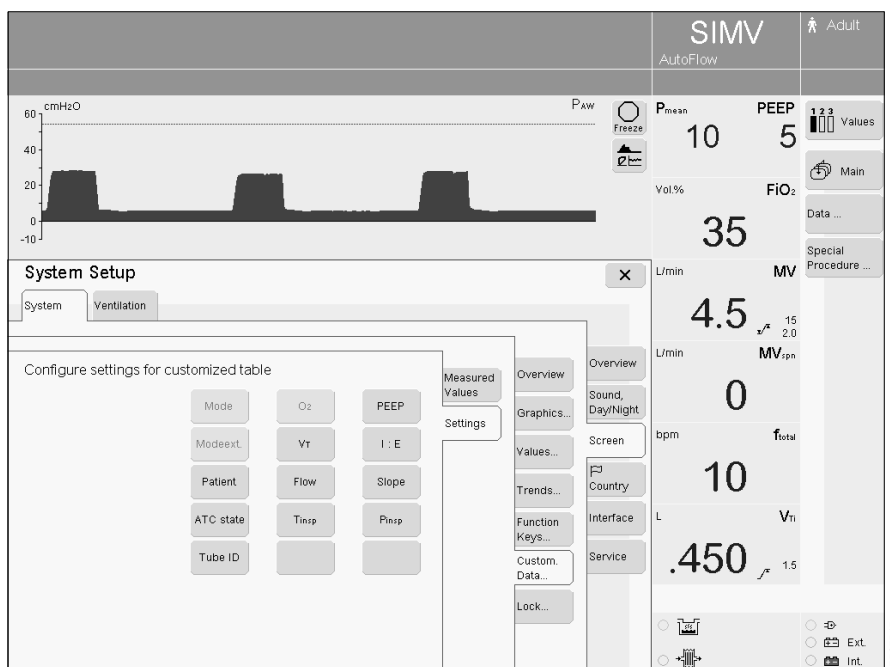 SIMV
AutoFlow
Adult
cmH2O
PAW
60
40
20
0
-10
Freeze
Pmean
PEEP
10
5
Vol.%
FiO2
35
L/min
MV
4.5
15
2.0
L/min
MVspn
0
bpm
ftotal
10
L
VTi
.450
1.5
1 2 3
Values
Main
Data ...
Special
Procedure ...
System Setup
System
Ventilation
Configure settings for customized table
Mode
O2
PEEP
Modeext.
VT
I : E
Patient
Flow
Slope
ATC state
Tinsp
Pinsp
Tube ID
Measured
Values
Settings
Overview
Graphics...
Values...
Trends...
Function
Keys...
Custom.
Data...
Lock...
Overview
Sound,
Day/Night
Screen
Country
Interface
Service
Ext.
Int.